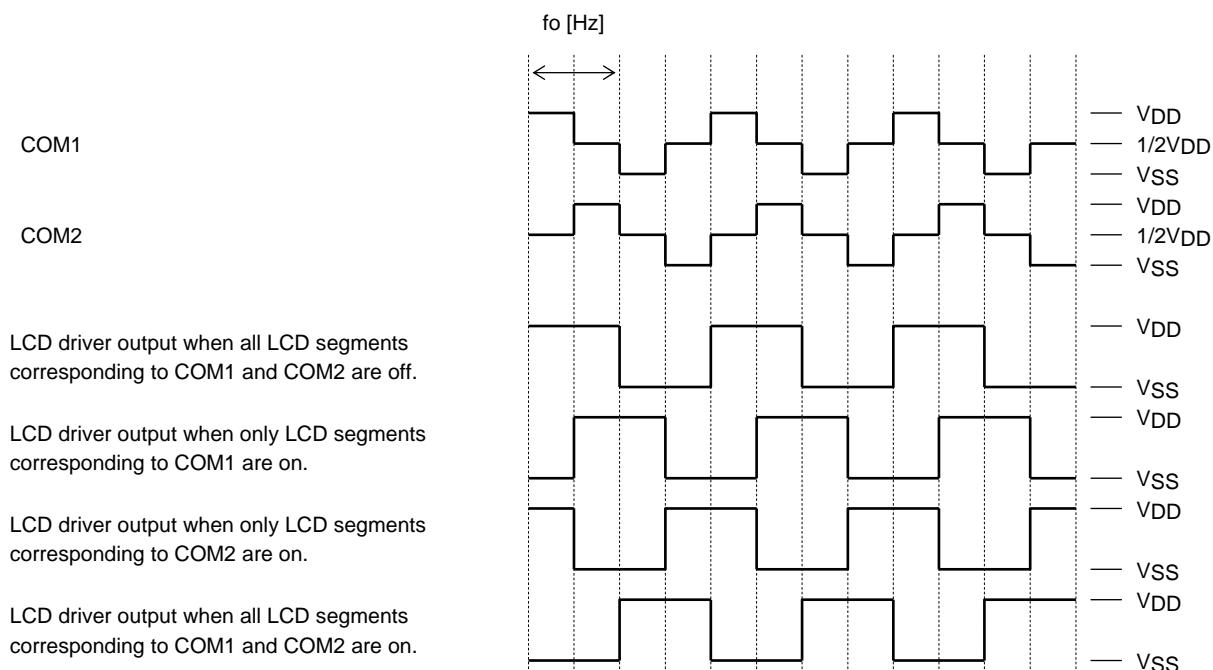 fo [Hz]
COM1
VDD
1/2VDD
VSS
COM2
VDD
1/2VDD
VSS
LCD driver output when all LCD segments
corresponding to COM1 and COM2 are off.
VDD
VSS
LCD driver output when only LCD segments
corresponding to COM1 are on.
VDD
VSS
LCD driver output when only LCD segments
corresponding to COM2 are on.
VDD
VSS
LCD driver output when all LCD segments
corresponding to COM1 and COM2 are on.
VDD
VSS